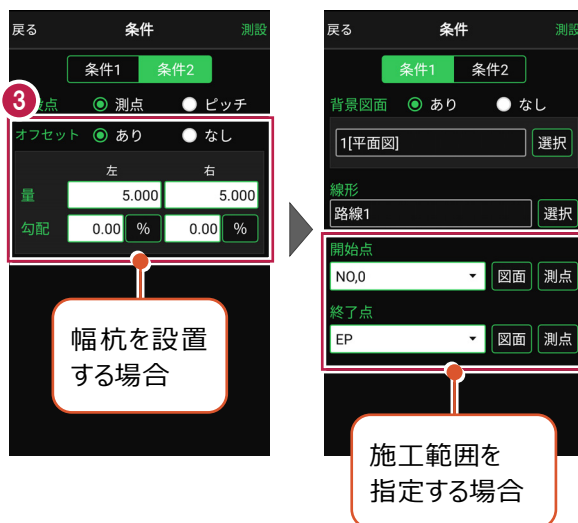 戻る 条件 測設
条件1 条件2
3
点 測点 ピッチ
オフセット あり なし
左 右
量 5.000 5.000
勾配 0.00 % 0.00 %
幅杭を設置
する場合
戻る 条件 測設
条件1 条件2
背景図面 あり なし
1[平面図] 選択
線形
路線1 選択
開始点
NO,0 図面 測点
終了点
EP 図面 測点
施工範囲を
指定する場合